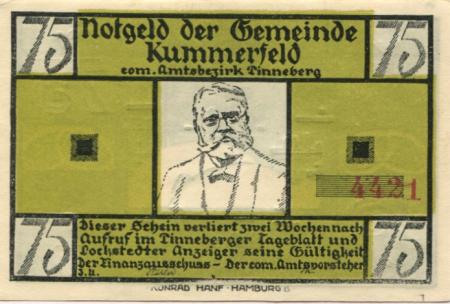 75 Notgeld der Gemeinde 75
Kummerfeld
com. Amtsbezirk Pinneberg
4421
75 Dieser Schein verliert zwei Wochen nach 75
Aufruf im Pinneberger Tageblatt und
Lockstedter Anzeiger seine Gültigkeit
Der Finanzausschuss - Der com. Amtsvorsteher
KONRAD HANF · HAMBURG 8